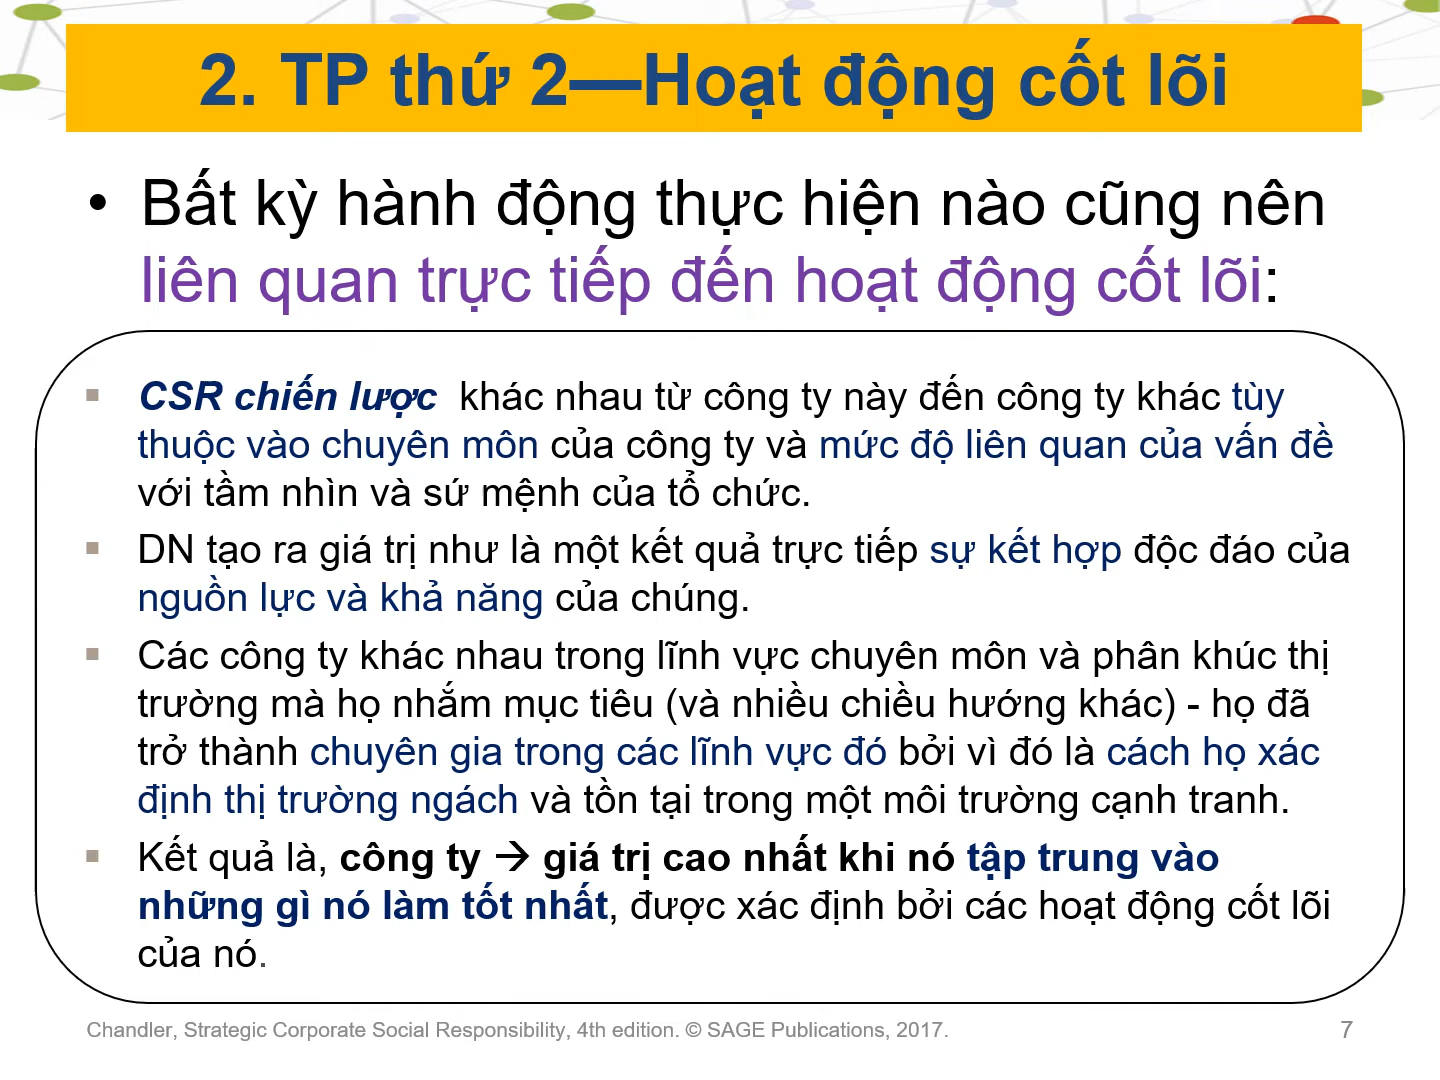 2. TP thứ 2—Hoạt động cốt lõi
• Bất kỳ hành động thực hiện nào cũng nên
liên quan trực tiếp đến hoạt động cốt lõi:
▪ CSR chiến lược khác nhau từ công ty này đến công ty khác tùy
thuộc vào chuyên môn của công ty và mức độ liên quan của vấn đề
với tầm nhìn và sứ mệnh của tổ chức.
▪ DN tạo ra giá trị như là một kết quả trực tiếp sự kết hợp độc đáo của
nguồn lực và khả năng của chúng.
▪ Các công ty khác nhau trong lĩnh vực chuyên môn và phân khúc thị
trường mà họ nhắm mục tiêu (và nhiều chiều hướng khác) - họ đã
trở thành chuyên gia trong các lĩnh vực đó bởi vì đó là cách họ xác
định thị trường ngách và tồn tại trong một môi trường cạnh tranh.
▪ Kết quả là, công ty → giá trị cao nhất khi nó tập trung vào
những gì nó làm tốt nhất, được xác định bởi các hoạt động cốt lõi
của nó.
Chandler, Strategic Corporate Social Responsibility, 4th edition. © SAGE Publications, 2017.
7